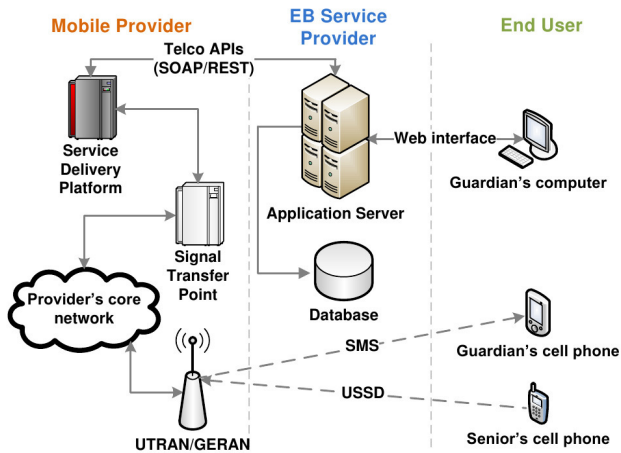 Mobile Provider
EB Service
Provider
End User
Telco APIs
(SOAP/REST)
Service
Delivery
Platform
Web interface
Guardian's computer
Application Server
Signal
Transfer
Point
Provider's core
network
Database
SMS
Guardian's cell phone
USSD
UTRAN/GERAN
Senior's cell phone